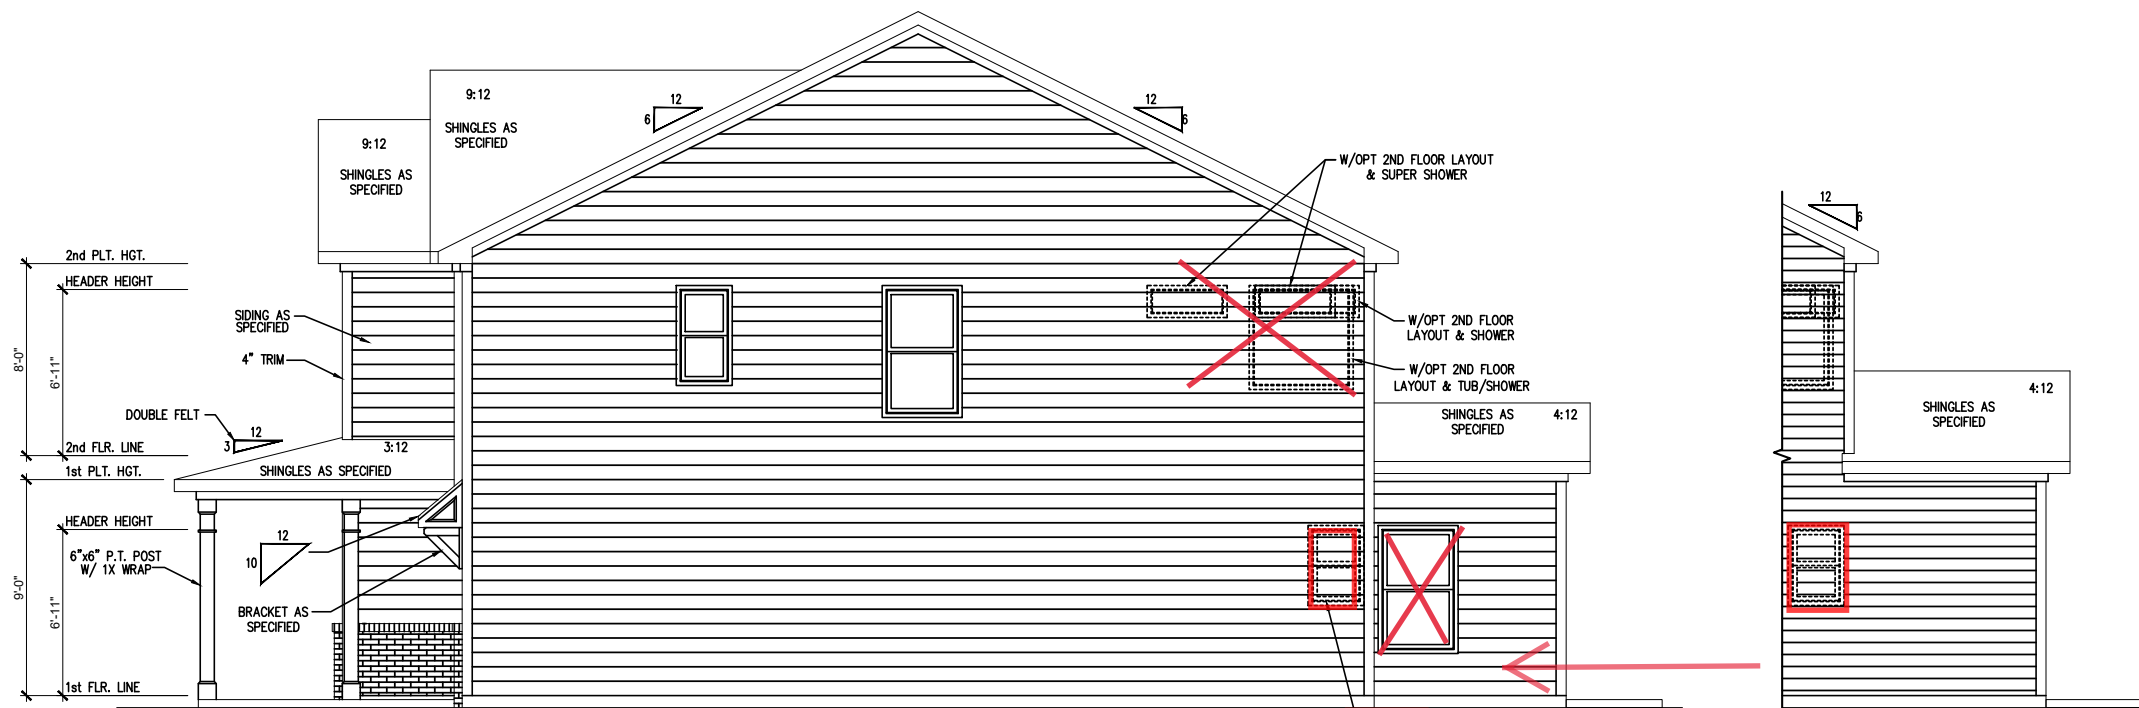 9:12
SHINGLES AS
SPECIFIED
9:12
SHINGLES AS
SPECIFIED
12
6
12
6
W/OPT 2ND FLOOR LAYOUT
& SUPER SHOWER
12
6
2nd PLT. HGT.
HEADER HEIGHT
SIDING AS
SPECIFIED
4" TRIM
8'-0"
6'-11"
W/OPT 2ND FLOOR
LAYOUT & SHOWER
W/OPT 2ND FLOOR
LAYOUT & TUB/SHOWER
DOUBLE FELT
12
3
3:12
2nd FLR. LINE
1st PLT. HGT.
SHINGLES AS SPECIFIED
SHINGLES AS
SPECIFIED
4:12
SHINGLES AS
SPECIFIED
4:12
HEADER HEIGHT
12
10
6"x6" P.T. POST
W/ 1X WRAP
9'-0"
6'-11"
BRACKET AS
SPECIFIED
1st FLR. LINE